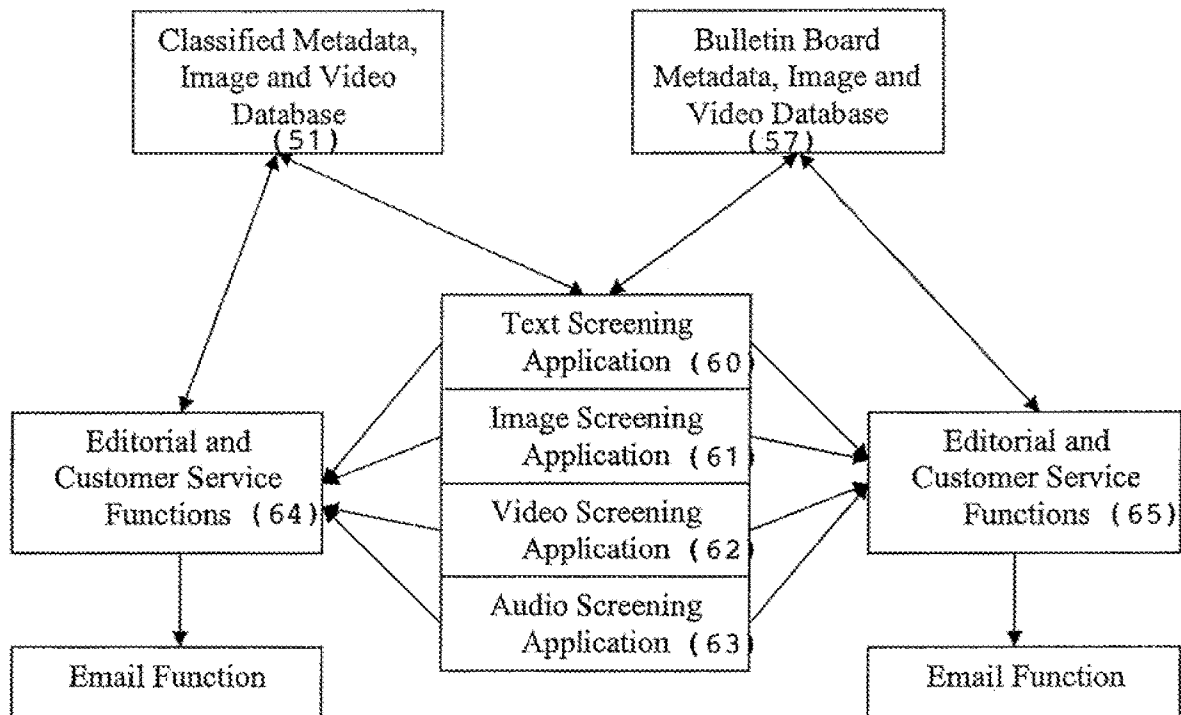 Classified Metadata,
Image and Video
Database
(51)
Bulletin Board
Metadata, Image and
Video Database
(57)
Text Screening
Application (60)
Image Screening
Application (61)
Video Screening
Application (62)
Audio Screening
Application (63)
Editorial and
Customer Service
Functions (64)
Editorial and
Customer Service
Functions (65)
Email Function
Email Function